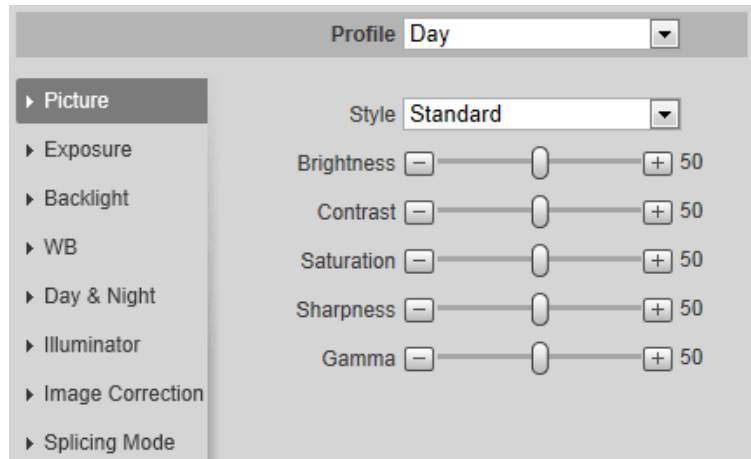 Profile Day
Picture
Style Standard
Exposure
Brightness 50
Backlight
Contrast 50
WB
Saturation 50
Day & Night
Sharpness 50
Illuminator
Gamma 50
Image Correction
Splicing Mode